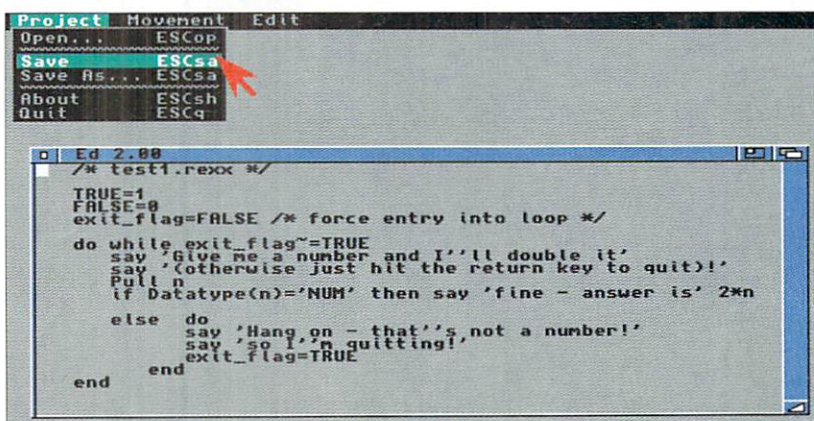 Project Movement Edit
Open... ESCop
Save ESCsa
Save As... ESCsa
About ESCsh
Quit ESCq
Ed 2.00
/* test1.rexx */
TRUE=1
FALSE=0
exit_flag=FALSE /* force entry into loop */
do while exit_flag~=TRUE
say 'Give me a number and I''ll double it'
say '(otherwise just hit the return key to quit)!'
Pull n
if Datatype(n)='NUM' then say 'fine - answer is' 2*n
else do
say 'Hang on - that''s not a number!'
say 'so I''m quitting!'
exit_flag=TRUE
end
end